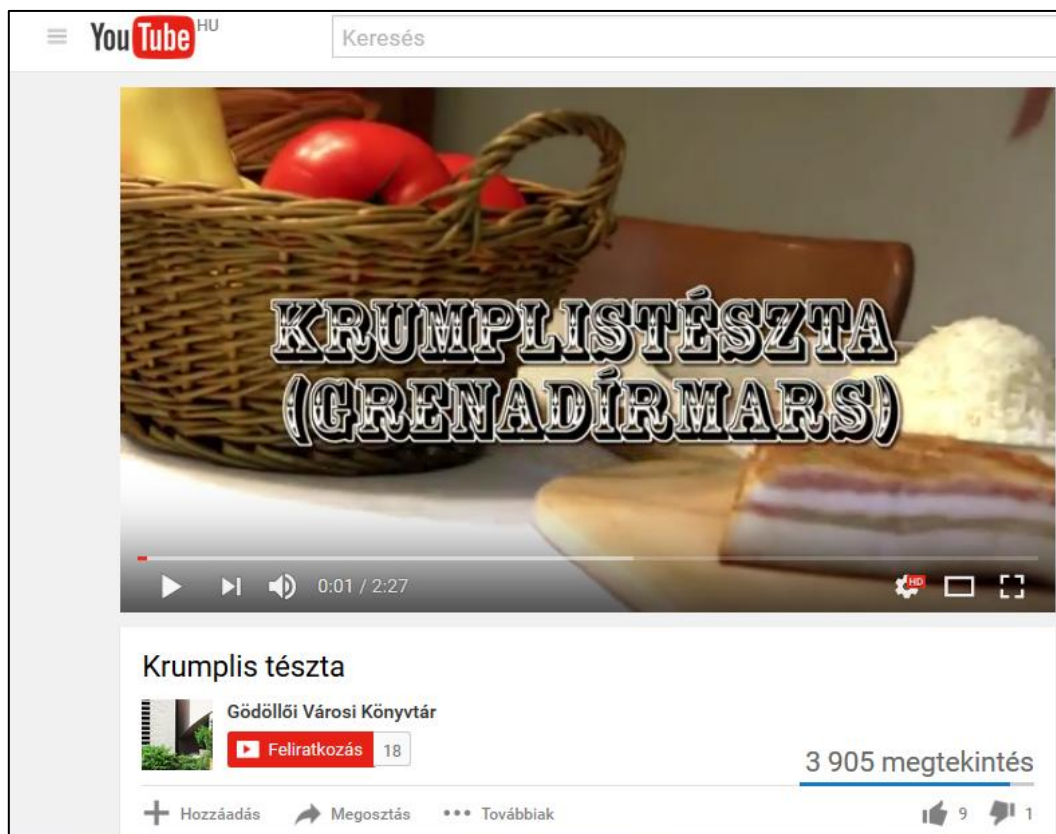 YouTube HU
Keresés
KRUMPLISTÉSZTA
(GRENADÍRMARS)
0:01 / 2:27
HD
Krumplis tészta
Gödöllői Városi Könyvtár
Feliratkozás 18
3 905 megtekintés
Hozzáadás Megosztás Továbbiak 9 1